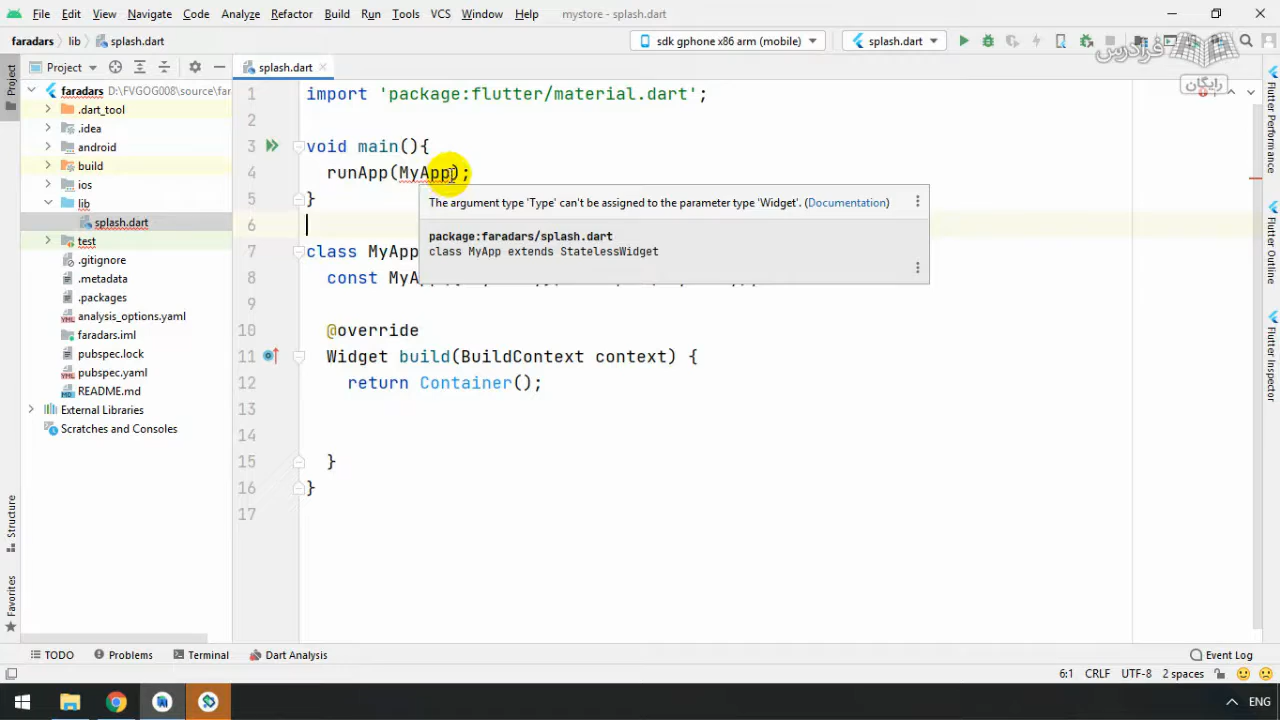 File Edit View Navigate Code Analyze Refactor Build Run Tools VCS Window Help mystore - splash.dart
faradars lib splash.dart sdk gphone x86 arm (mobile) splash.dart
فرادرس
رایگان
Project
Project
splash.dart
faradars D:\FVGOG008\source\far
.dart_tool
.idea
android
build
ios
lib
splash.dart
test
.gitignore
.metadata
.packages
analysis_options.yaml
faradars.iml
pubspec.lock
pubspec.yaml
README.md
External Libraries
Scratches and Consoles
Structure
Favorites
1 import 'package:flutter/material.dart';
2
3 void main(){
4 runApp(MyApp);
5 }
6
7 class MyApp
8 const MyA
9
10 @override
11 Widget build(BuildContext context) {
12 return Container();
13
14
15 }
16 }
17
The argument type 'Type' can't be assigned to the parameter type 'Widget'. (Documentation)
package:faradars/splash.dart
class MyApp extends StatelessWidget
Flutter Performance
Flutter Outline
Flutter Inspector
TODO Problems Terminal Dart Analysis Event Log
6:1 CRLF UTF-8 2 spaces
ENG